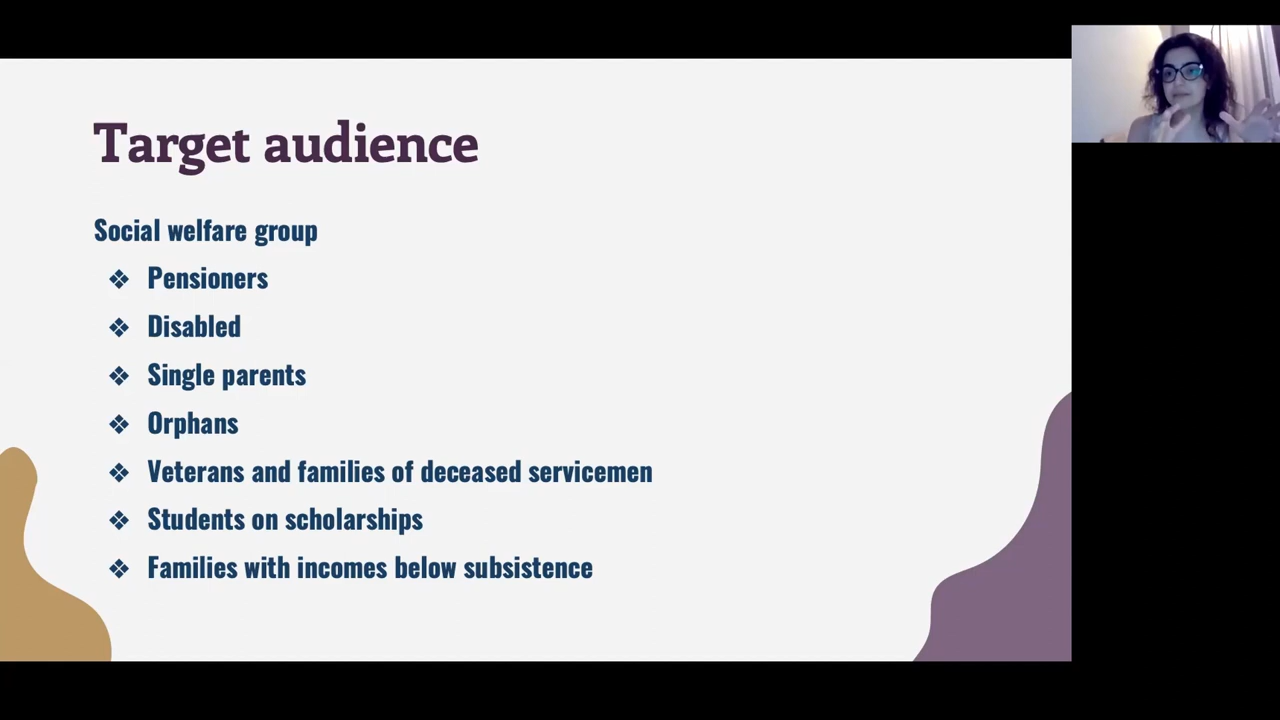 Target audience
Social welfare group
❖ Pensioners
❖ Disabled
❖ Single parents
❖ Orphans
❖ Veterans and families of deceased servicemen
❖ Students on scholarships
❖ Families with incomes below subsistence